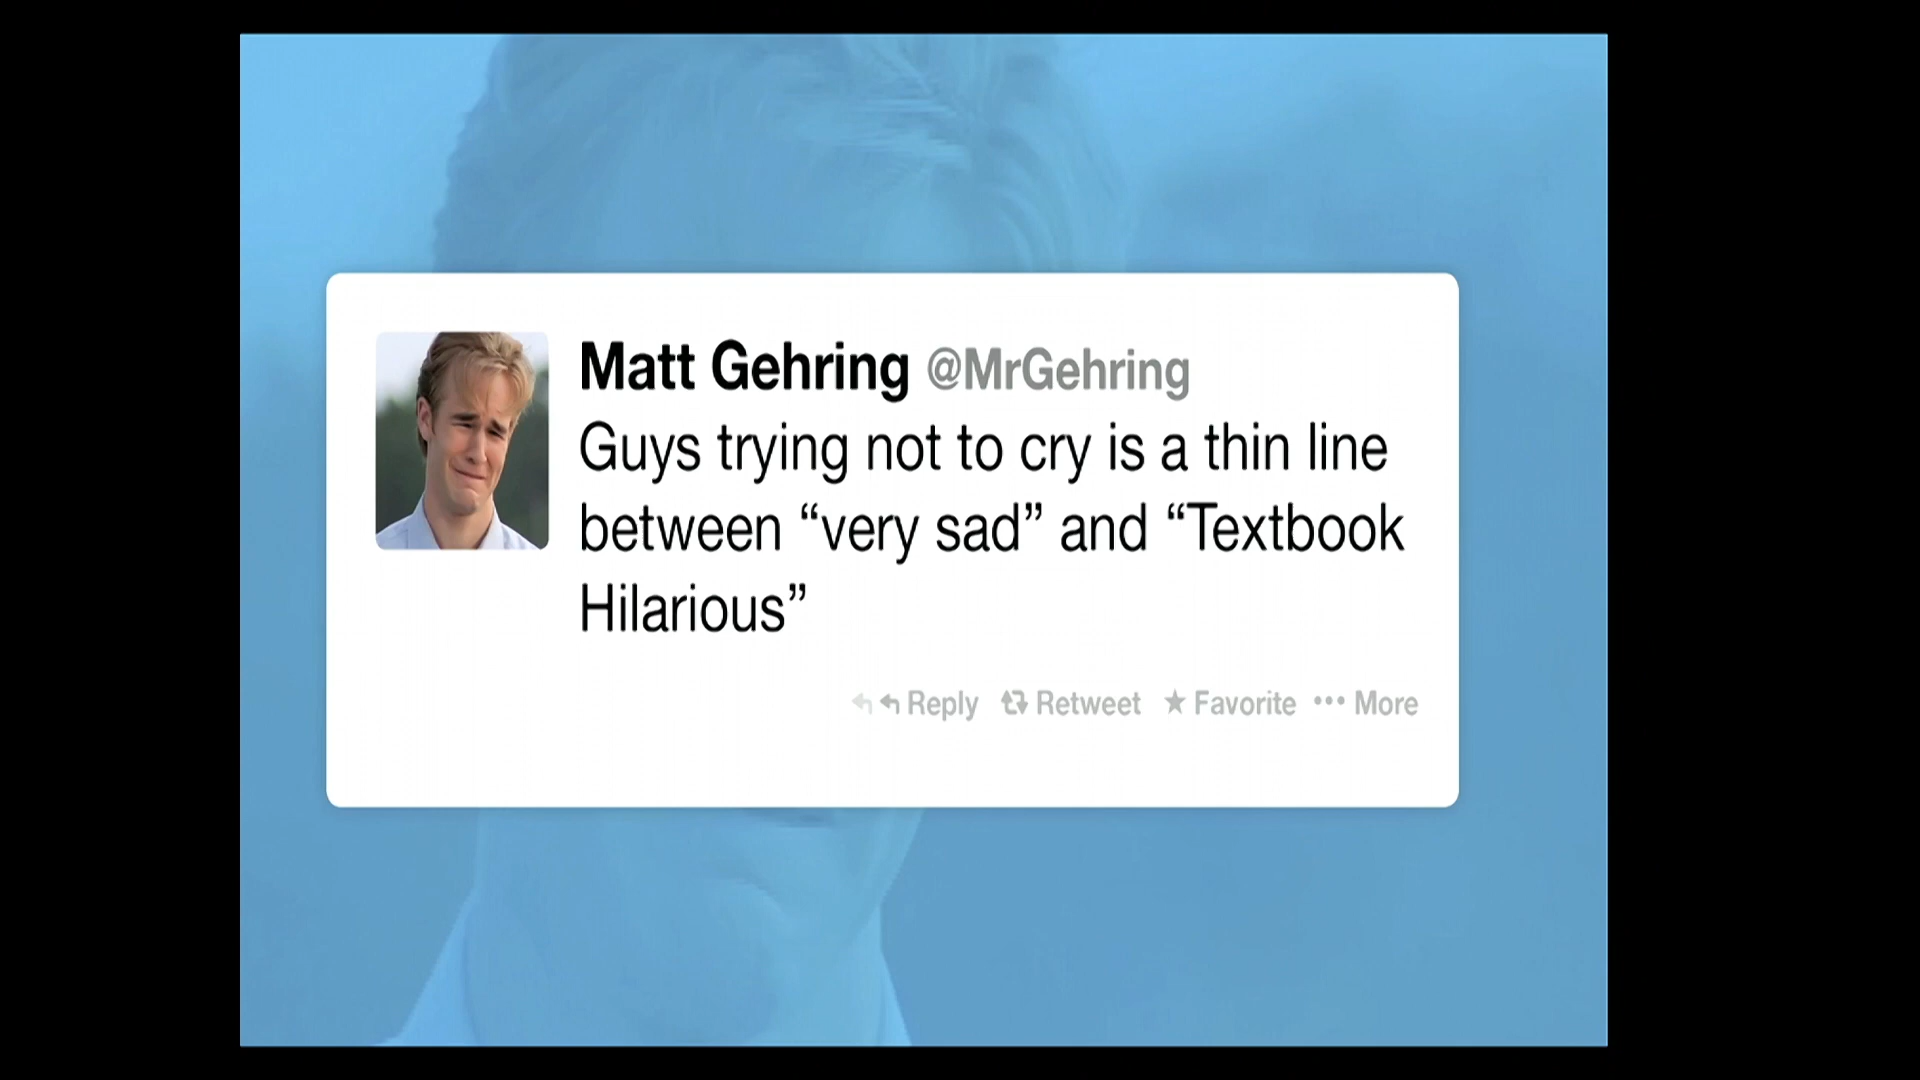 Matt Gehring @MrGehring
Guys trying not to cry is a thin line
between “very sad” and “Textbook
Hilarious”
Reply Retweet Favorite More